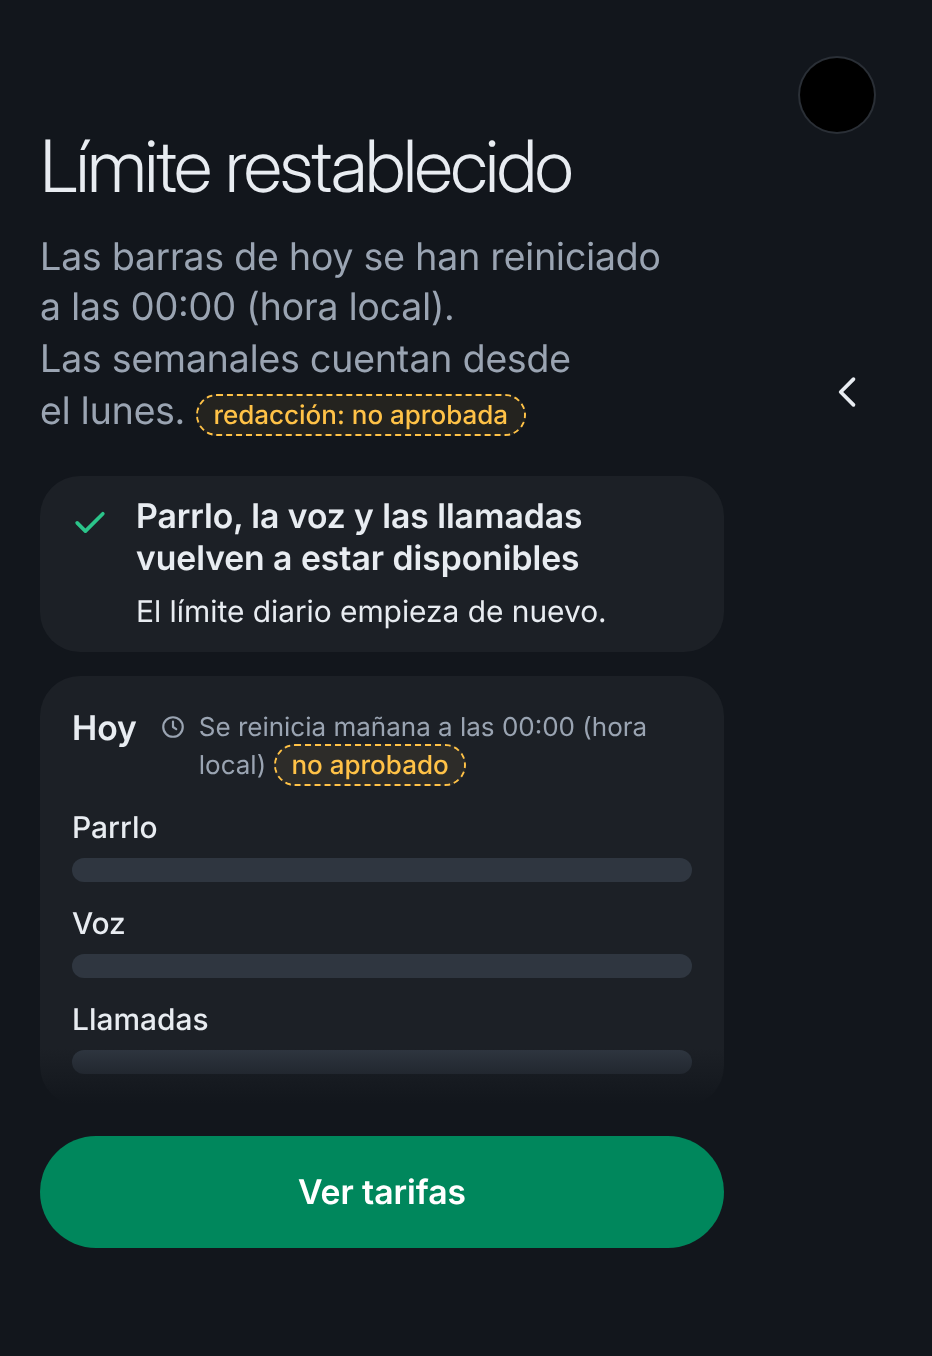 Límite restablecido
Las barras de hoy se han reiniciado
a las 00:00 (hora local).
Las semanales cuentan desde
el lunes. redacción: no aprobada
Parrlo, la voz y las llamadas
vuelven a estar disponibles
El límite diario empieza de nuevo.
Hoy Se reinicia mañana a las 00:00 (hora
local) no aprobado
Parrlo
Voz
Llamadas
Ver tarifas